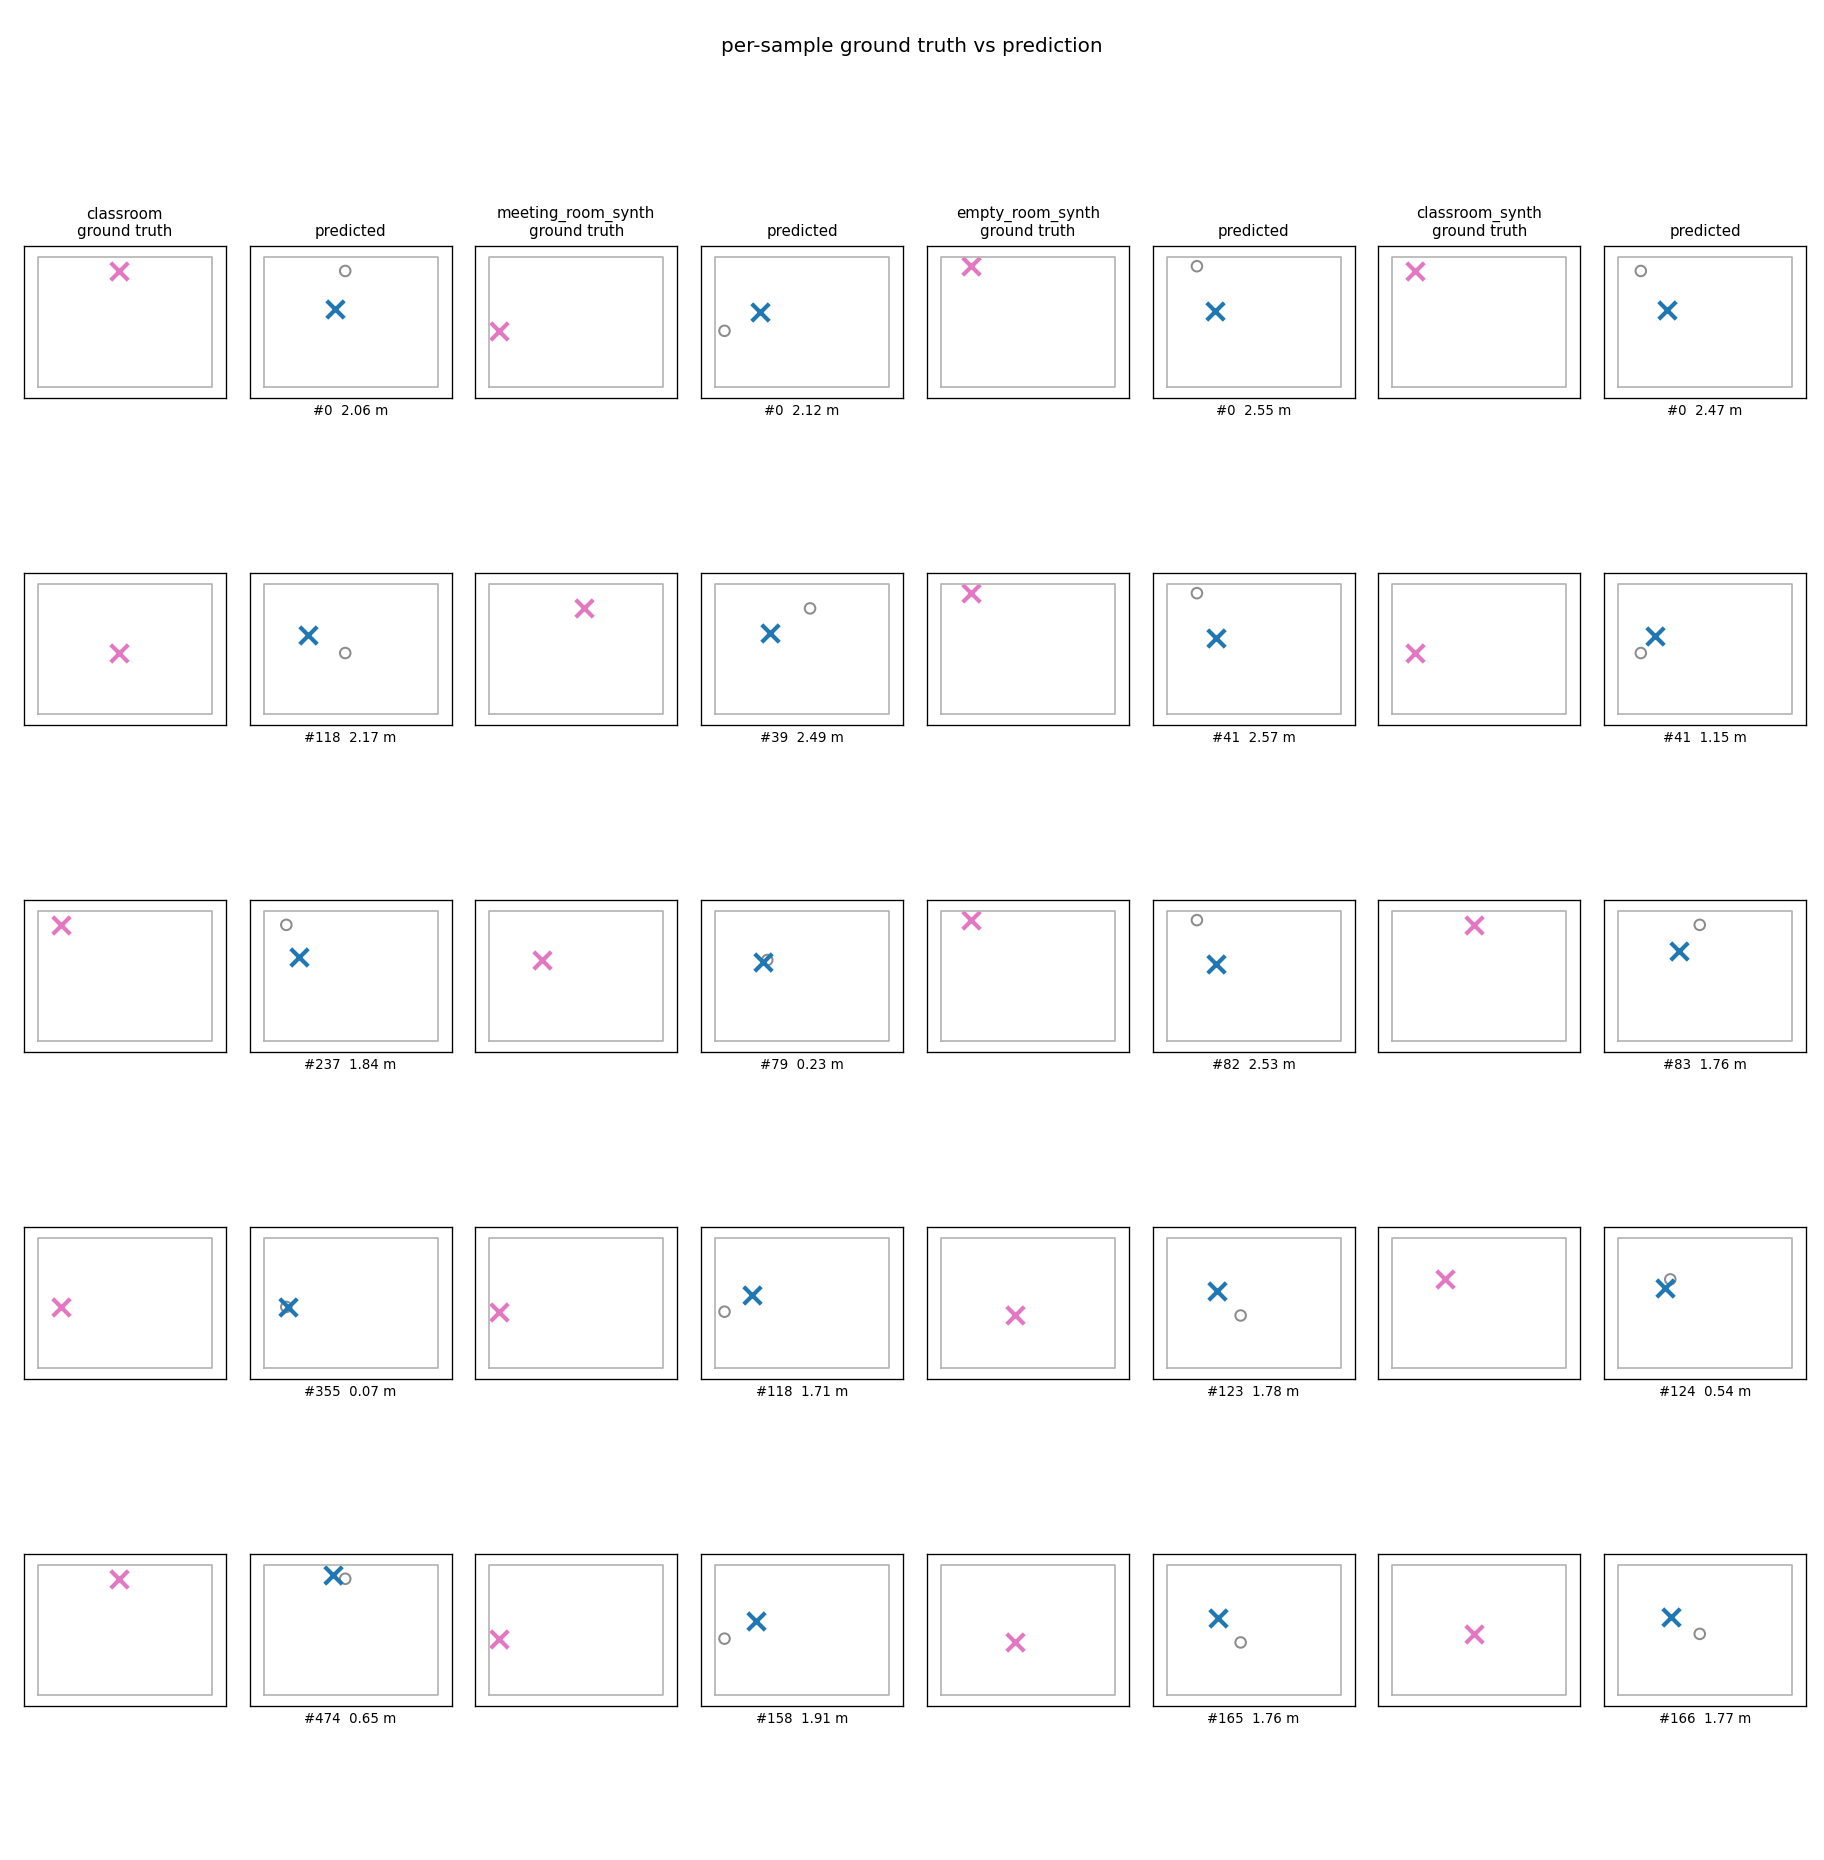 per-sample ground truth vs prediction
classroom
ground truth
predicted
meeting_room_synth
ground truth
predicted
empty_room_synth
ground truth
predicted
classroom_synth
ground truth
predicted
#0  2.06 m
#0  2.12 m
#0  2.55 m
#0  2.47 m
#118  2.17 m
#39  2.49 m
#41  2.57 m
#41  1.15 m
#237  1.84 m
#79  0.23 m
#82  2.53 m
#83  1.76 m
#355  0.07 m
#118  1.71 m
#123  1.78 m
#124  0.54 m
#474  0.65 m
#158  1.91 m
#165  1.76 m
#166  1.77 m